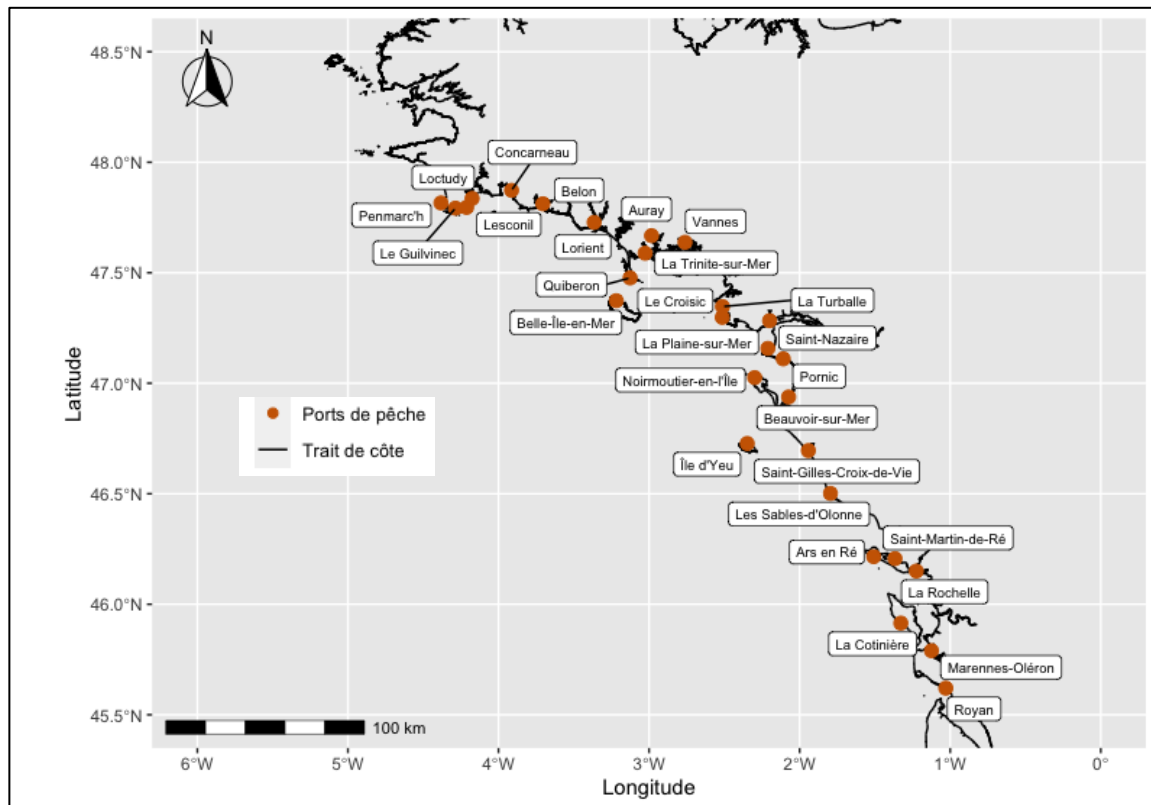 N
48.5°N
48.0°N
47.5°N
47.0°N
46.5°N
46.0°N
45.5°N
Latitude
Concarneau
Loctudy
Belon
Auray
Vannes
Penmarc'h
Lesconil
Le Guilvinec
Lorient
La Trinite-sur-Mer
Quiberon
Le Croisic
La Turballe
Belle-Île-en-Mer
La Plaine-sur-Mer
Saint-Nazaire
Noirmoutier-en-l'Île
Pornic
Beauvoir-sur-Mer
Île d'Yeu
Saint-Gilles-Croix-de-Vie
Les Sables-d'Olonne
Saint-Martin-de-Ré
Ars en Ré
La Rochelle
La Cotinière
Marennes-Oléron
Royan
Ports de pêche
Trait de côte
100 km
6°W
5°W
4°W
3°W
2°W
1°W
0°
Longitude